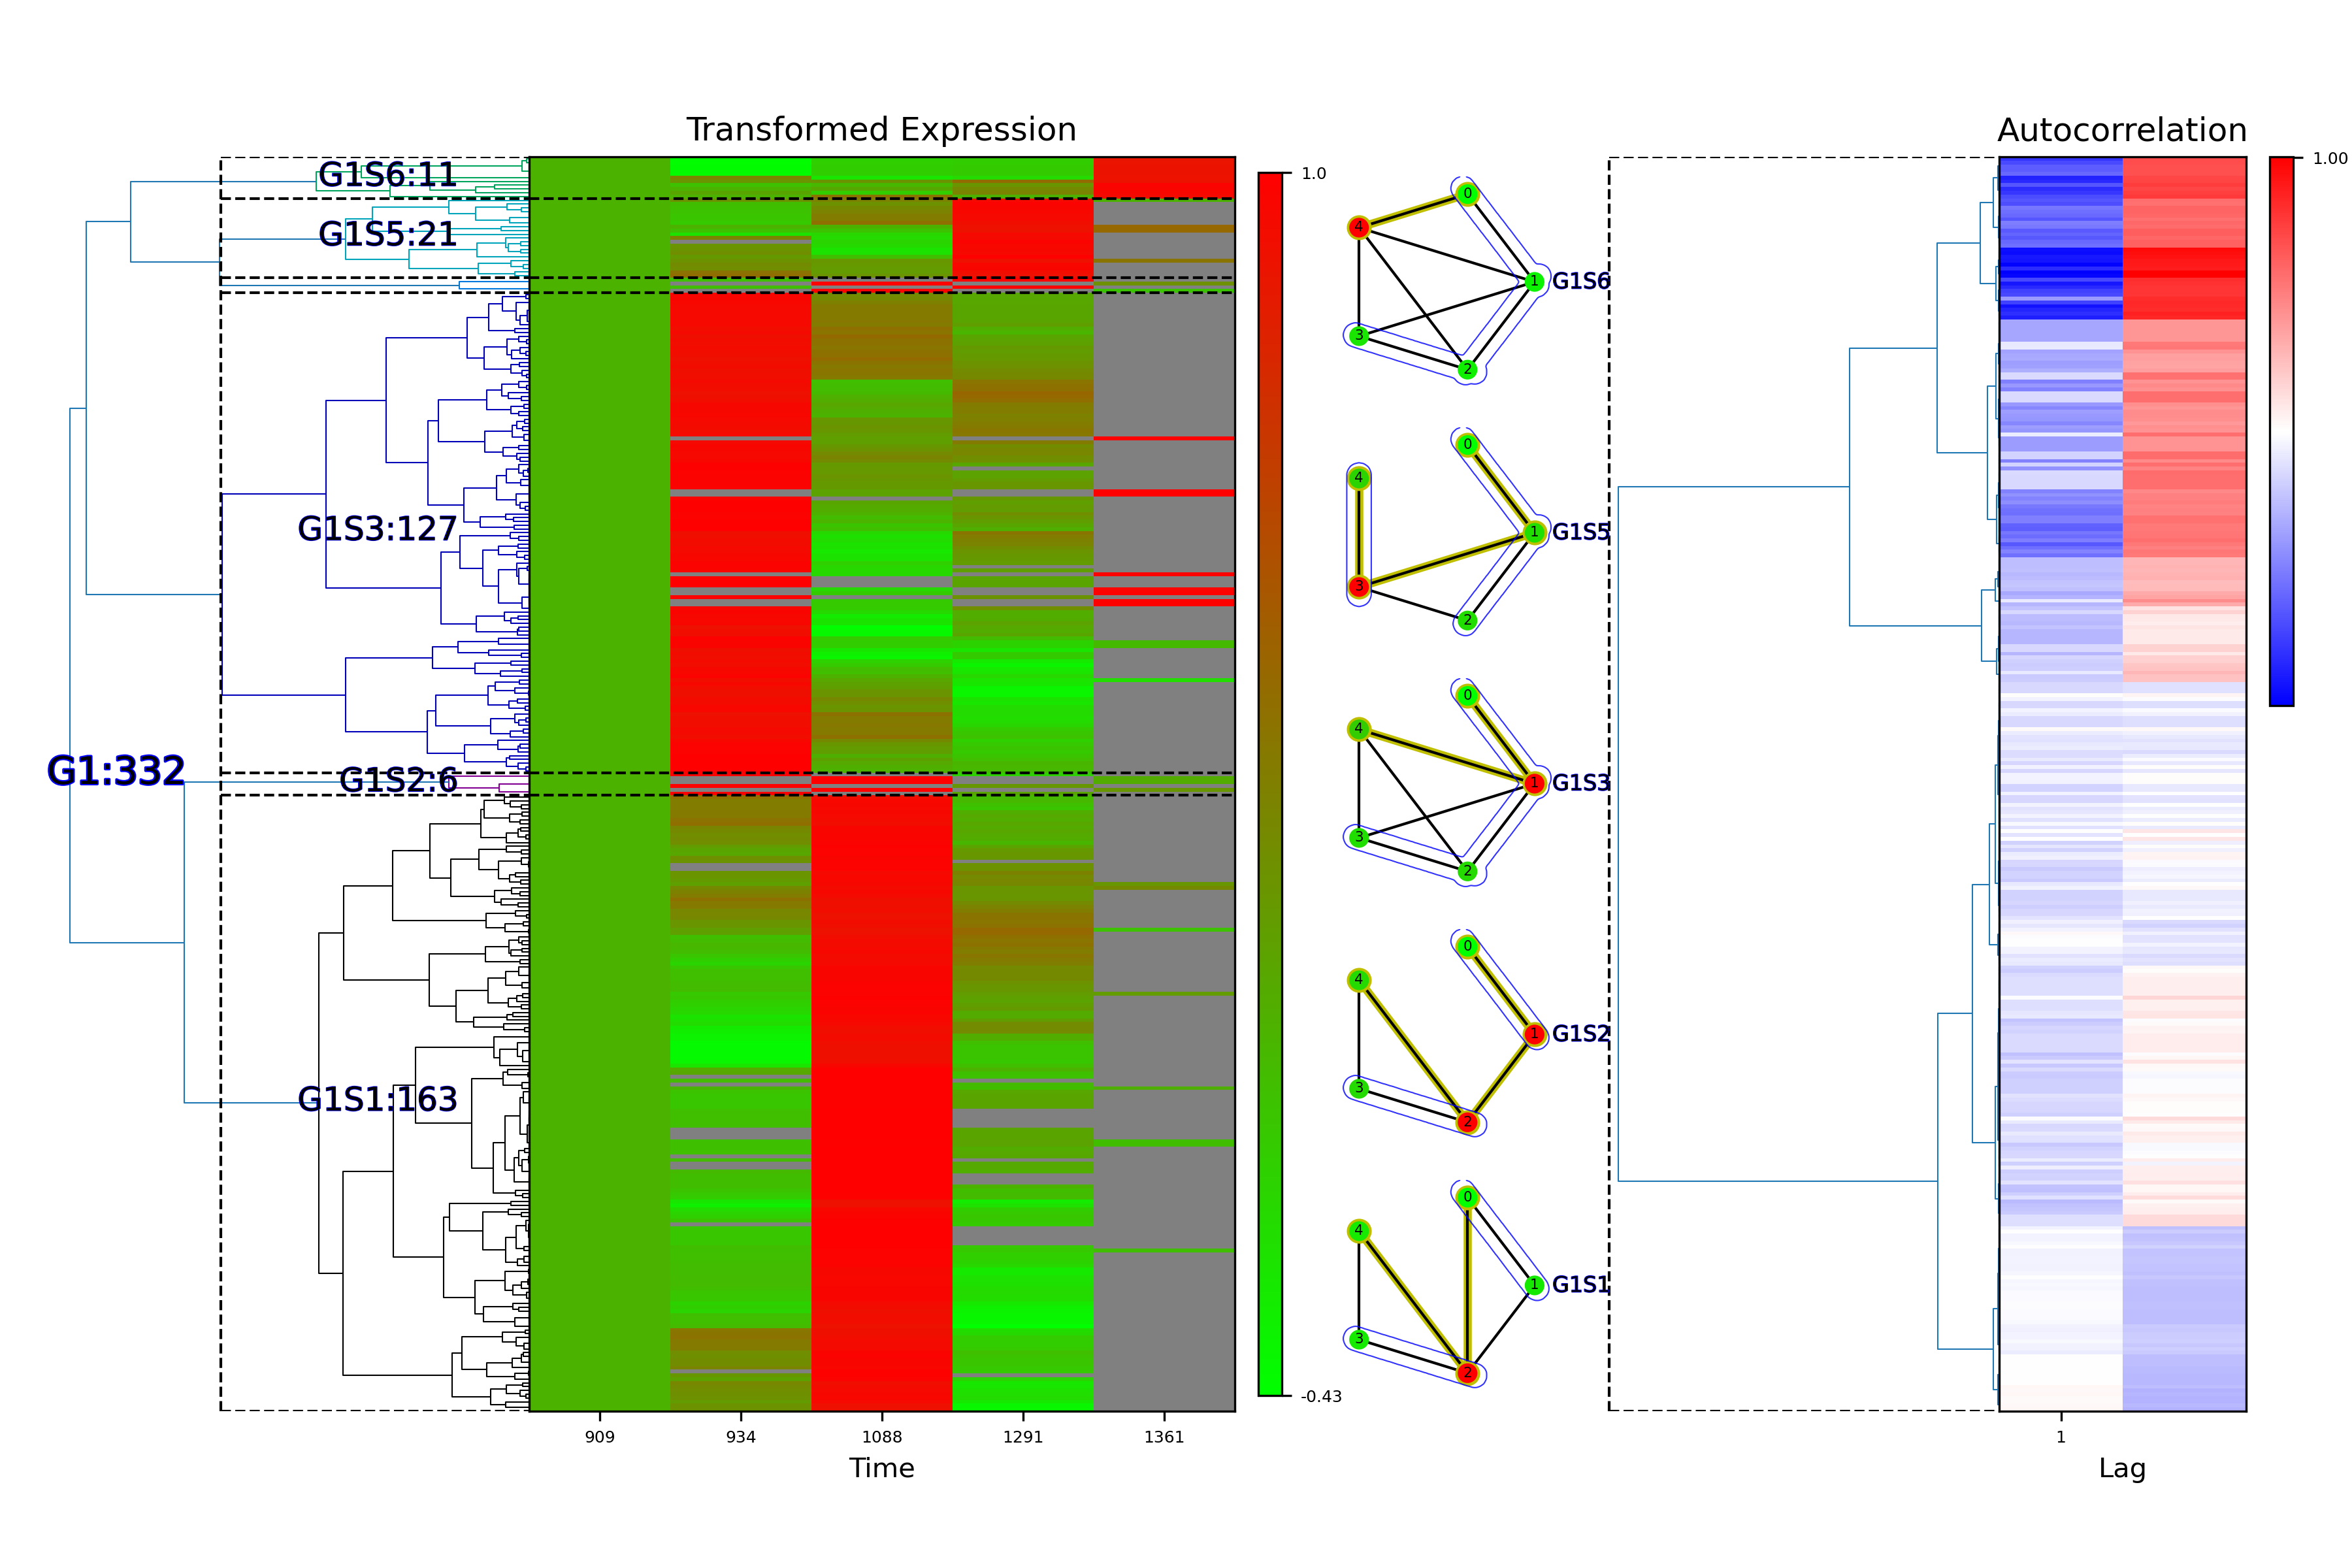 Transformed Expression
Autocorrelation
G1S6:11
G1S5:21
G1S3:127
G1:332
G1S2:6
G1S1:163
1.0
-0.43
909 934 1088 1291 1361
Time
0
4
1 G1S6
3
2
0
4
1 G1S5
3
2
0
4
1 G1S3
3
2
0
4
1 G1S2
3
2
0
4
1 G1S1
3
2
1.00
1
Lag